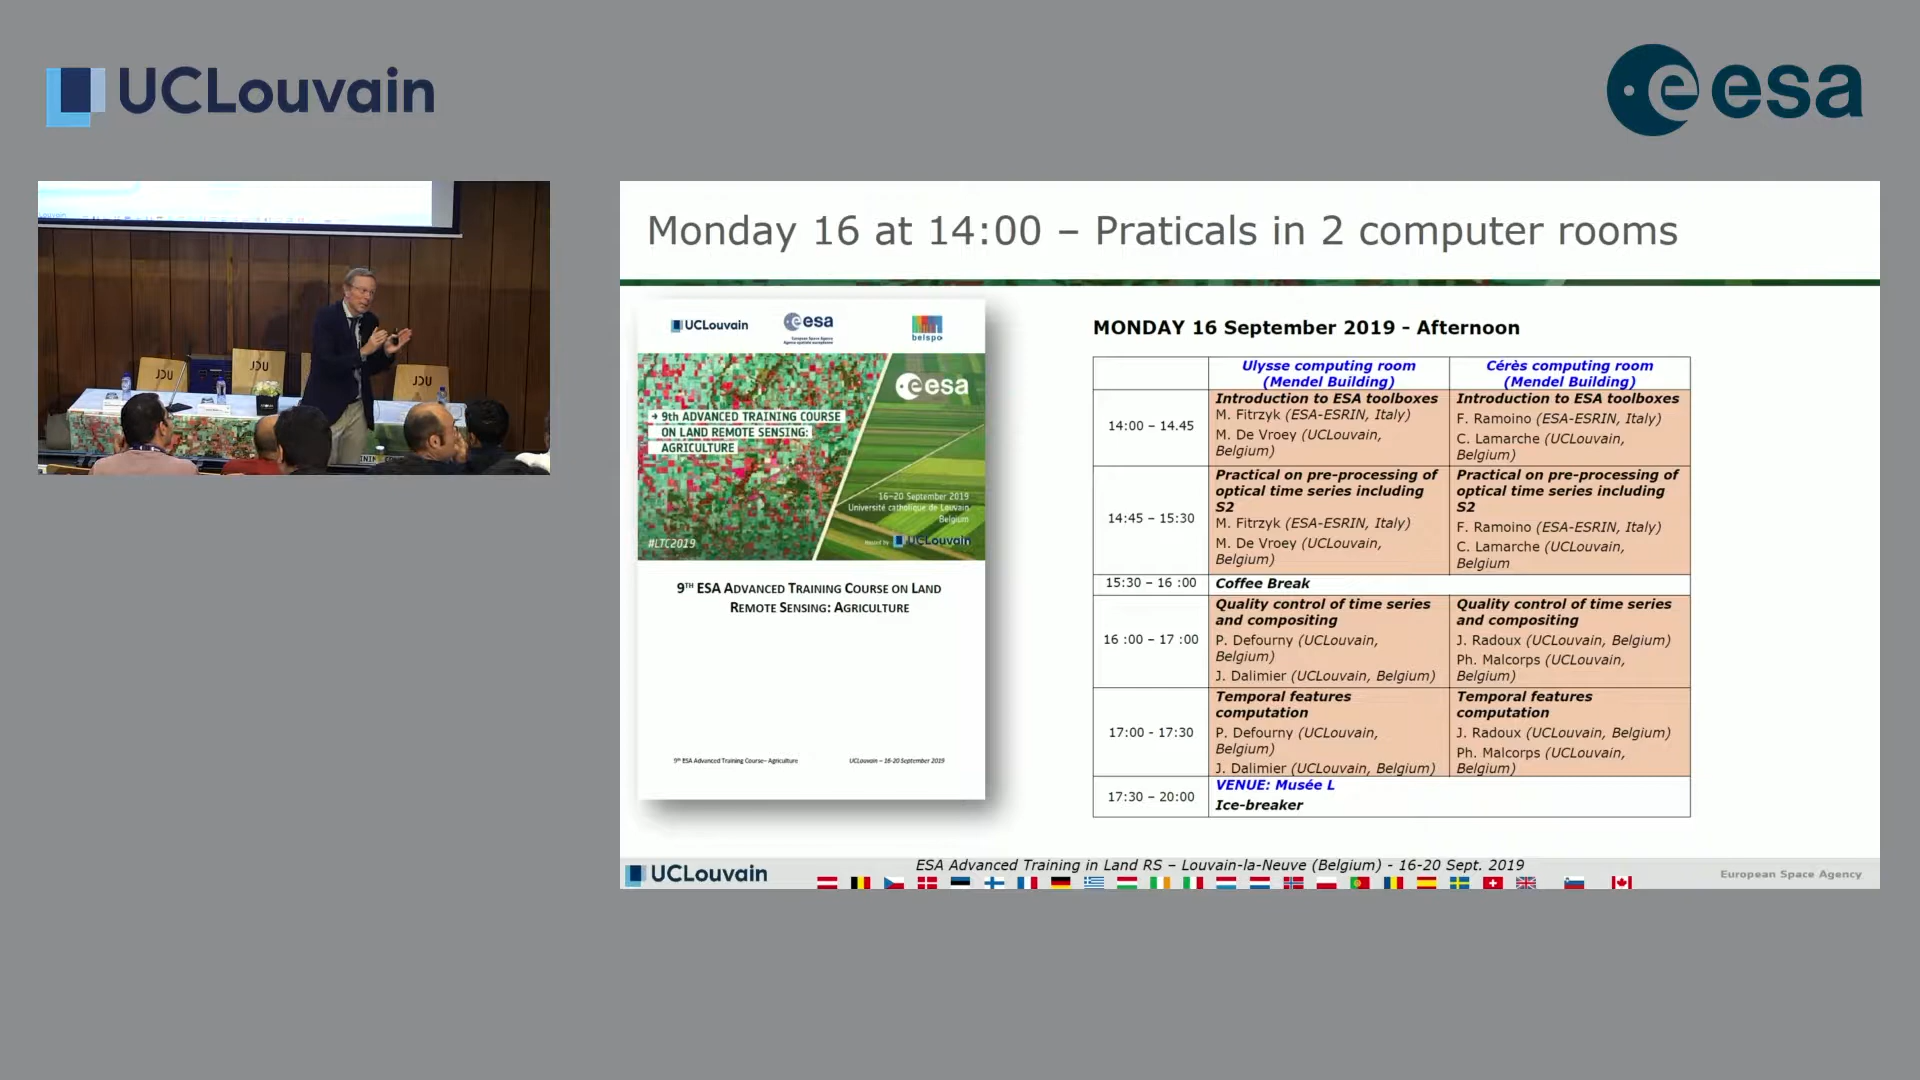 UCLouvain
esa
JDU
JDU
JDU
Monday 16 at 14:00 – Praticals in 2 computer rooms
UCLouvain
esa
European Space Agency
Agence spatiale européenne
belspo
esa
→ 9th ADVANCED TRAINING COURSE
ON LAND REMOTE SENSING:
AGRICULTURE
16–20 September 2019
Université catholique de Louvain
Belgium
#LTC2019
Hosted by UCLouvain
9TH ESA ADVANCED TRAINING COURSE ON LAND
REMOTE SENSING: AGRICULTURE
9th ESA Advanced Training Course– Agriculture
UCLouvain – 16-20 September 2019
MONDAY 16 September 2019 - Afternoon
Ulysse computing room
(Mendel Building)
Cérès computing room
(Mendel Building)
14:00 – 14.45
Introduction to ESA toolboxes
M. Fitrzyk (ESA-ESRIN, Italy)
M. De Vroey (UCLouvain,
Belgium)
Introduction to ESA toolboxes
F. Ramoino (ESA-ESRIN, Italy)
C. Lamarche (UCLouvain,
Belgium)
14:45 – 15:30
Practical on pre-processing of
optical time series including
S2
M. Fitrzyk (ESA-ESRIN, Italy)
M. De Vroey (UCLouvain,
Belgium)
Practical on pre-processing of
optical time series including
S2
F. Ramoino (ESA-ESRIN, Italy)
C. Lamarche (UCLouvain,
Belgium
15:30 – 16 :00
Coffee Break
16 :00 – 17 :00
Quality control of time series
and compositing
P. Defourny (UCLouvain,
Belgium)
J. Dalimier (UCLouvain, Belgium)
Quality control of time series
and compositing
J. Radoux (UCLouvain, Belgium)
Ph. Malcorps (UCLouvain,
Belgium)
17:00 - 17:30
Temporal features
computation
P. Defourny (UCLouvain,
Belgium)
J. Dalimier (UCLouvain, Belgium)
Temporal features
computation
J. Radoux (UCLouvain, Belgium)
Ph. Malcorps (UCLouvain,
Belgium)
17:30 – 20:00
VENUE: Musée L
Ice-breaker
UCLouvain
ESA Advanced Training in Land RS – Louvain-la-Neuve (Belgium) - 16-20 Sept. 2019
European Space Agency